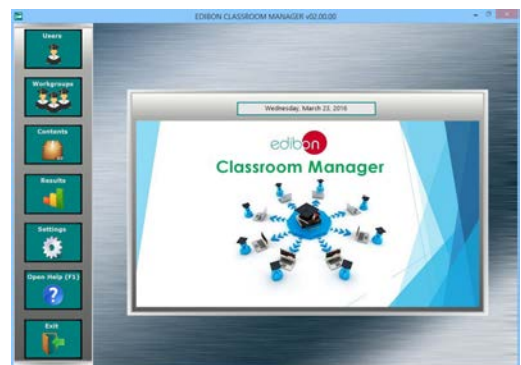 EDIBON CLASSROOM MANAGER v02.00.00
Users
Workgroups
Contents
Results
Settings
Open Help (F1)
?
Exit
Wednesday, March 23, 2016
edibon
Classroom Manager